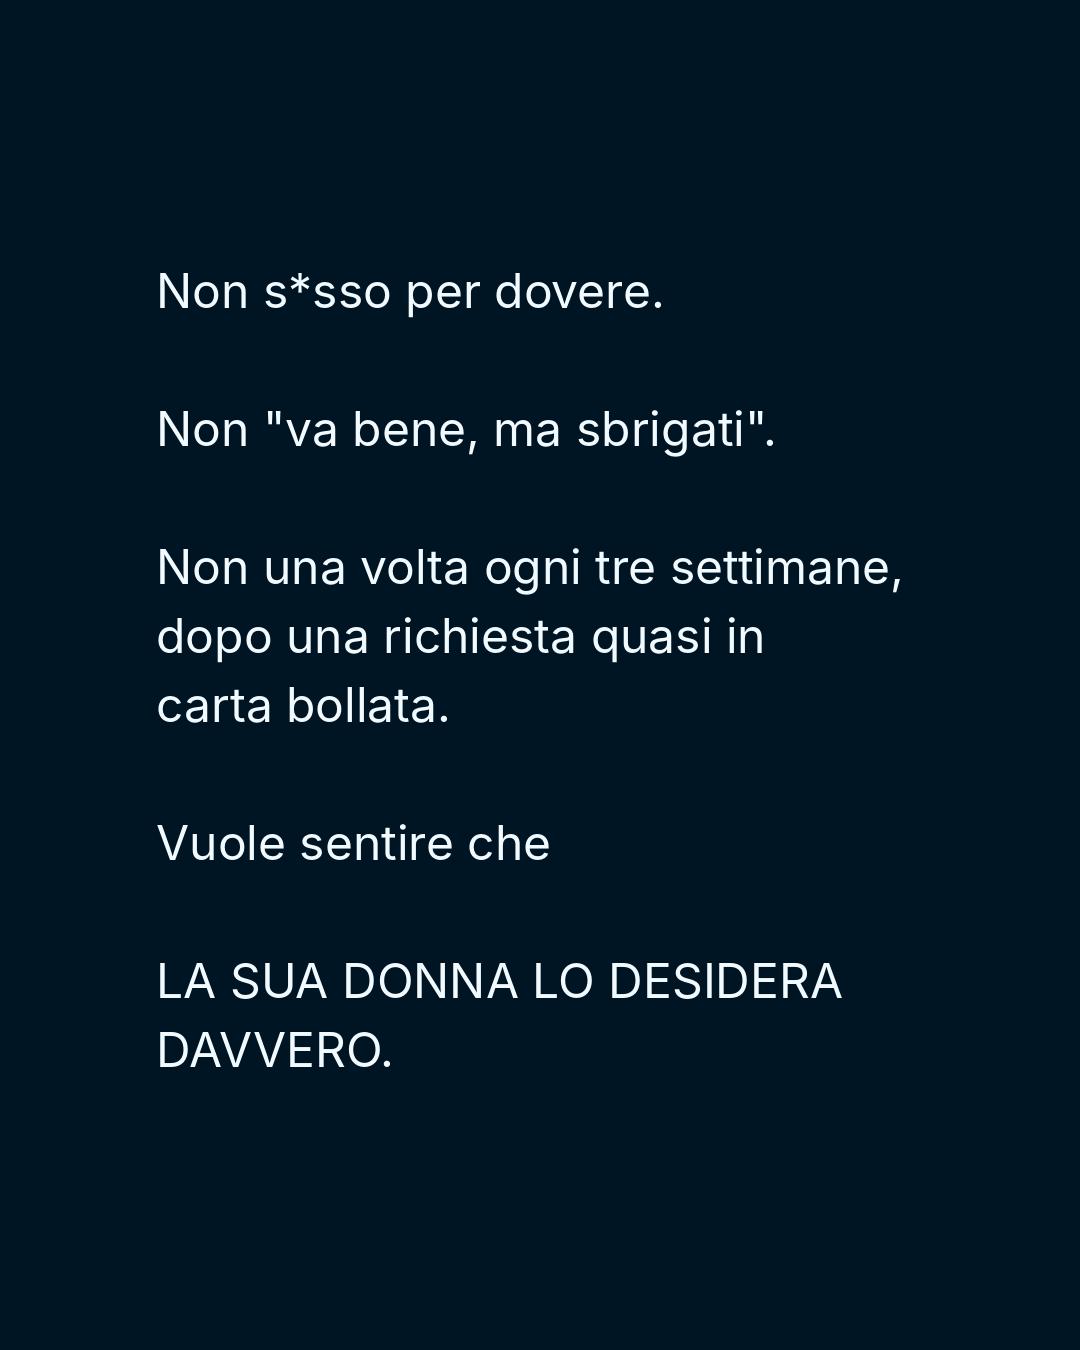 Non s*sso per dovere.
Non "va bene, ma sbrigati".
Non una volta ogni tre settimane,
dopo una richiesta quasi in
carta bollata.
Vuole sentire che
LA SUA DONNA LO DESIDERA
DAVVERO.